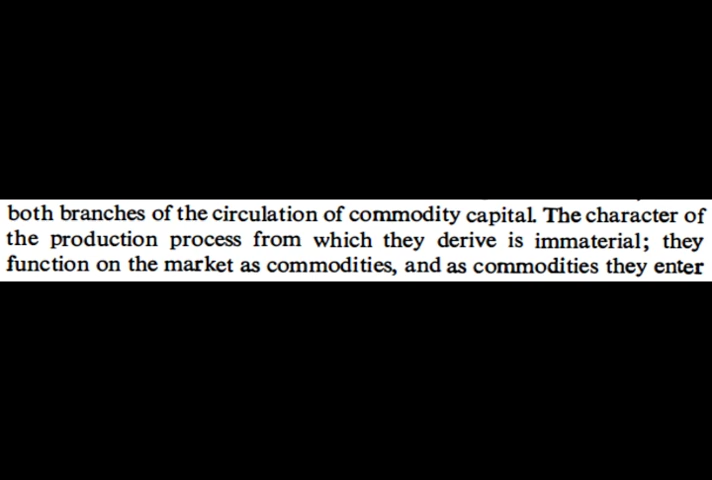 both branches of the circulation of commodity capital. The character of
the production process from which they derive is immaterial; they
function on the market as commodities, and as commodities they enter